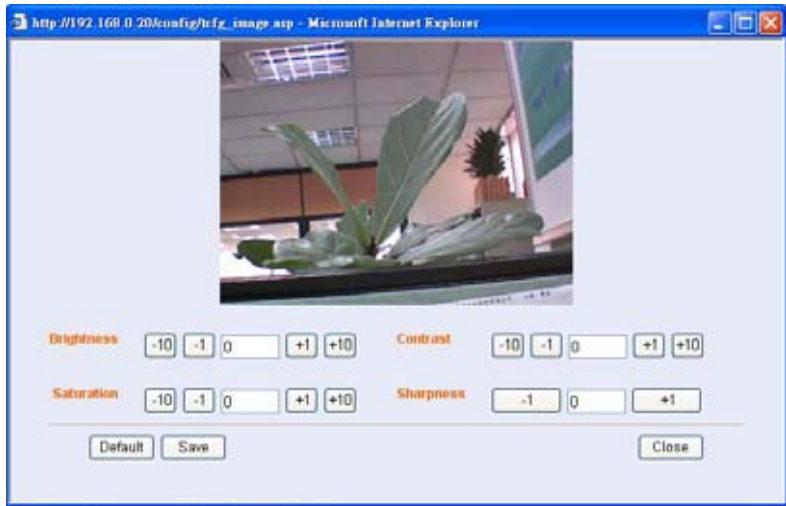 http://192.168.0.20/config/icfg_image.asp - Microsoft Internet Explorer
Brightness -10 -1 0 +1 +10 Contrast -10 -1 0 +1 +10
Saturation -10 -1 0 +1 +10 Sharpness -1 0 +1
Default Save Close